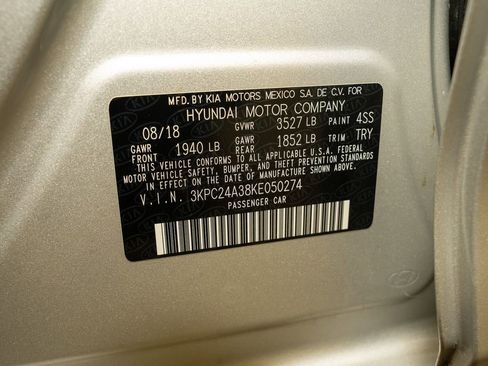 MFD. BY KIA MOTORS MEXICO S.A. DE C.V. FOR
HYUNDAI MOTOR COMPANY
08/18 GVWR 3527 LB PAINT 4SS
GAWR FRONT 1940 LB GAWR REAR 1852 LB TRIM TRY
THIS VEHICLE CONFORMS TO ALL APPLICABLE U.S.A. FEDERAL
MOTOR VEHICLE SAFETY, BUMPER, AND THEFT PREVENTION STANDARDS
IN EFFECT ON THE DATE OF MANUFACTURE SHOWN ABOVE.
V.I.N. 3KPC24A38KE050274
PASSENGER CAR